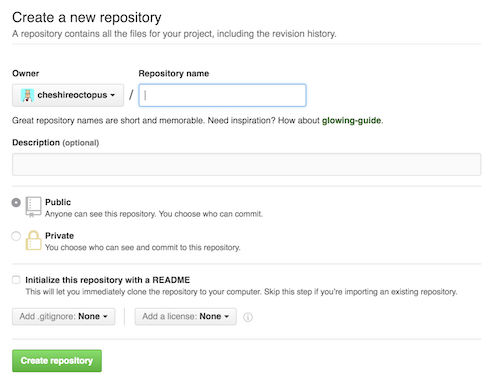 Create a new repository
A repository contains all the files for your project, including the revision history.
Owner Repository name
cheshireoctopus /
Great repository names are short and memorable. Need inspiration? How about glowing-guide.
Description (optional)
Public
Anyone can see this repository. You choose who can commit.
Private
You choose who can see and commit to this repository.
Initialize this repository with a README
This will let you immediately clone the repository to your computer. Skip this step if you're importing an existing repository.
Add .gitignore: None Add a license: None
Create repository